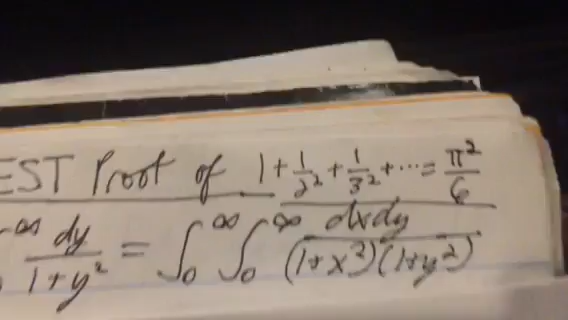 EST Proof of 1+1/2²+1/3²+⋯=π²/6
∞ dy/1+y² = ∫₀^∞ ∫₀^∞ dxdy/(1+x²)(1+y²)